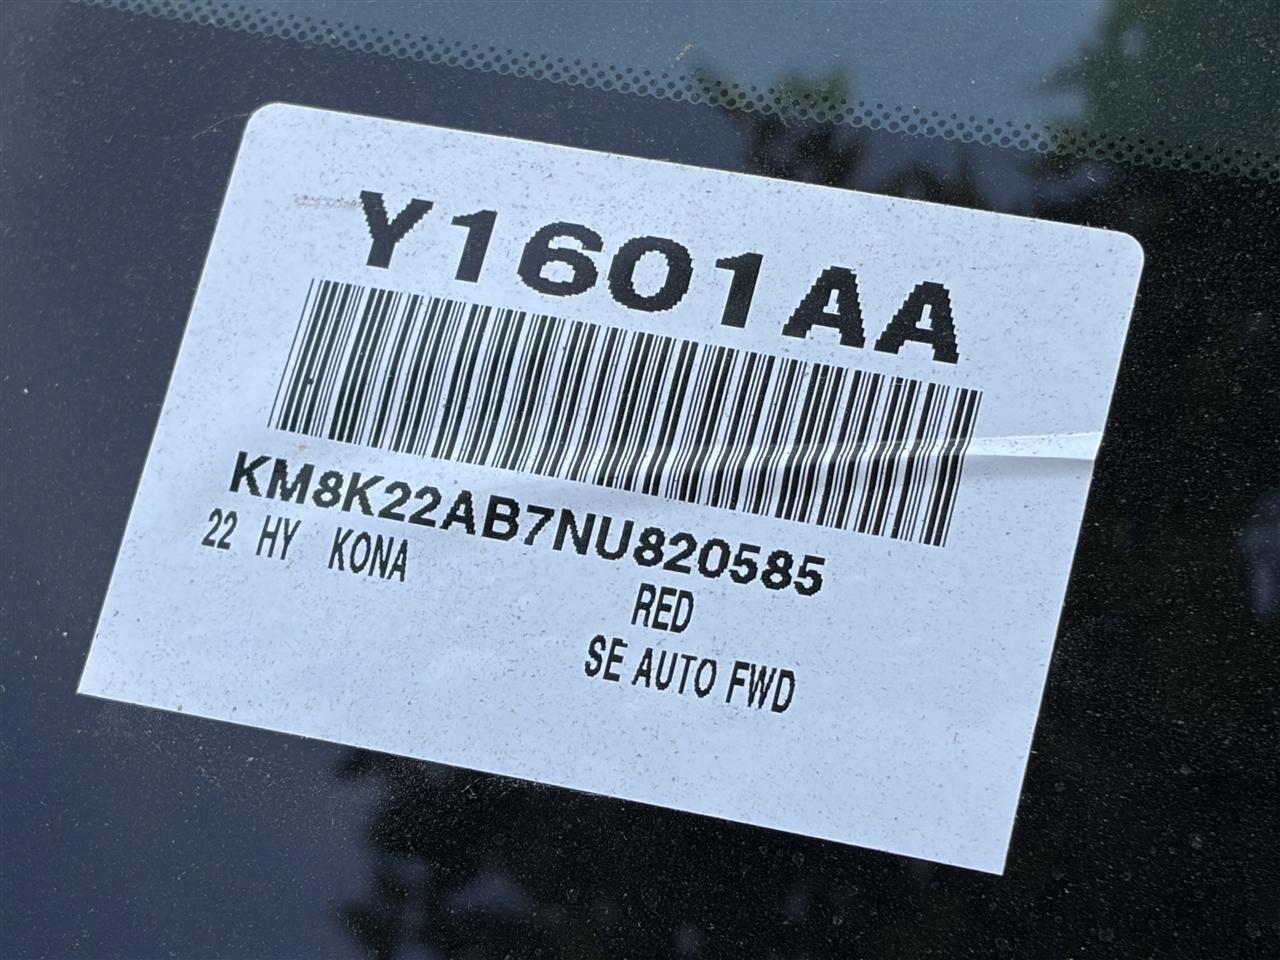 Y1601AA
KM8K22AB7NU820585
22 HY KONA
RED
SE AUTO FWD